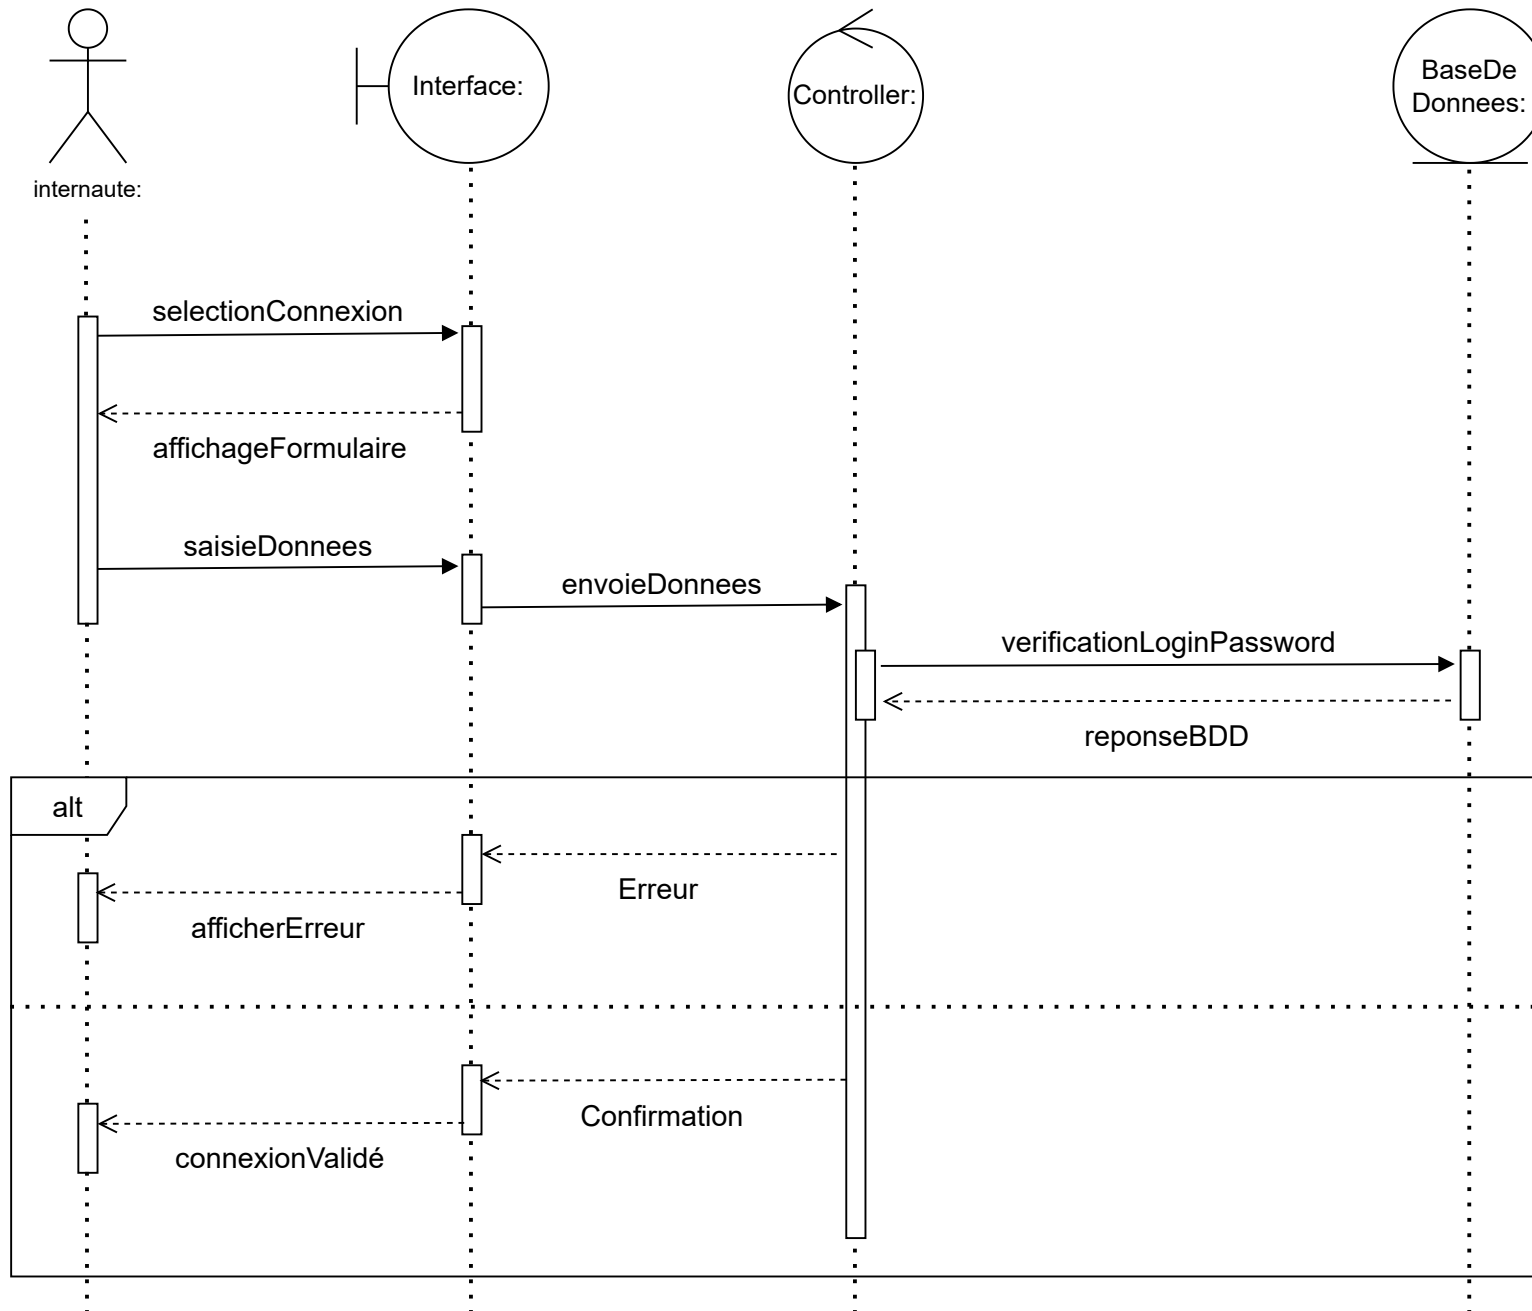 Interface:
Controller:
BaseDe
Donnees:
internaute:
selectionConnexion
affichageFormulaire
saisieDonnees
envoieDonnees
verificationLoginPassword
reponseBDD
alt
Erreur
afficherErreur
Confirmation
connexionValidé